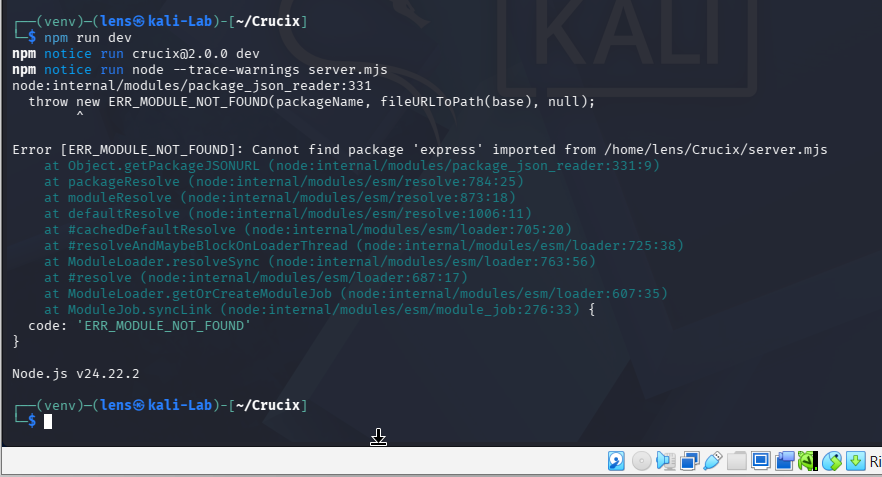 ┌──(venv)─(lens㉿kali-Lab)-[~/Crucix]
└─$ npm run dev
npm notice run crucix@2.0.0 dev
npm notice run node --trace-warnings server.mjs
node:internal/modules/package_json_reader:331
  throw new ERR_MODULE_NOT_FOUND(packageName, fileURLToPath(base), null);
        ^

Error [ERR_MODULE_NOT_FOUND]: Cannot find package 'express' imported from /home/lens/Crucix/server.mjs
    at Object.getPackageJSONURL (node:internal/modules/package_json_reader:331:9)
    at packageResolve (node:internal/modules/esm/resolve:784:25)
    at moduleResolve (node:internal/modules/esm/resolve:873:18)
    at defaultResolve (node:internal/modules/esm/resolve:1006:11)
    at #cachedDefaultResolve (node:internal/modules/esm/loader:705:20)
    at #resolveAndMaybeBlockOnLoaderThread (node:internal/modules/esm/loader:725:38)
    at ModuleLoader.resolveSync (node:internal/modules/esm/loader:763:56)
    at #resolve (node:internal/modules/esm/loader:687:17)
    at ModuleLoader.getOrCreateModuleJob (node:internal/modules/esm/loader:607:35)
    at ModuleJob.syncLink (node:internal/modules/esm/module_job:276:33) {
  code: 'ERR_MODULE_NOT_FOUND'
}

Node.js v24.22.2

┌──(venv)─(lens㉿kali-Lab)-[~/Crucix]
└─$
KALI